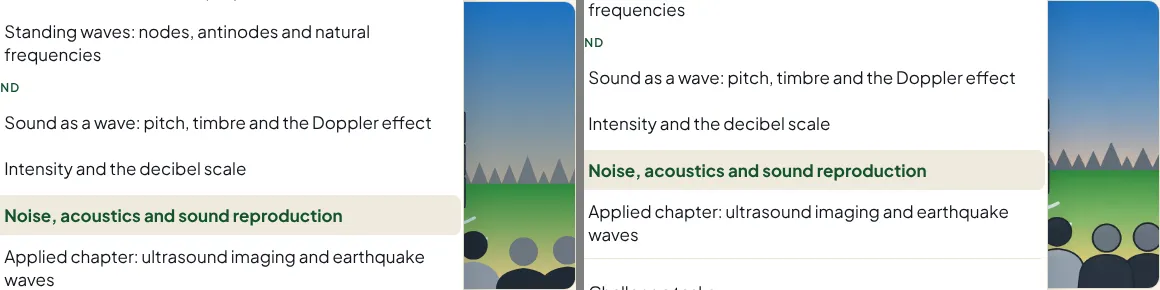 Standing waves: nodes, antinodes and natural
frequencies
ND
Sound as a wave: pitch, timbre and the Doppler effect
Intensity and the decibel scale
Noise, acoustics and sound reproduction
Applied chapter: ultrasound imaging and earthquake
waves
frequencies
ND
Sound as a wave: pitch, timbre and the Doppler effect
Intensity and the decibel scale
Noise, acoustics and sound reproduction
Applied chapter: ultrasound imaging and earthquake
waves